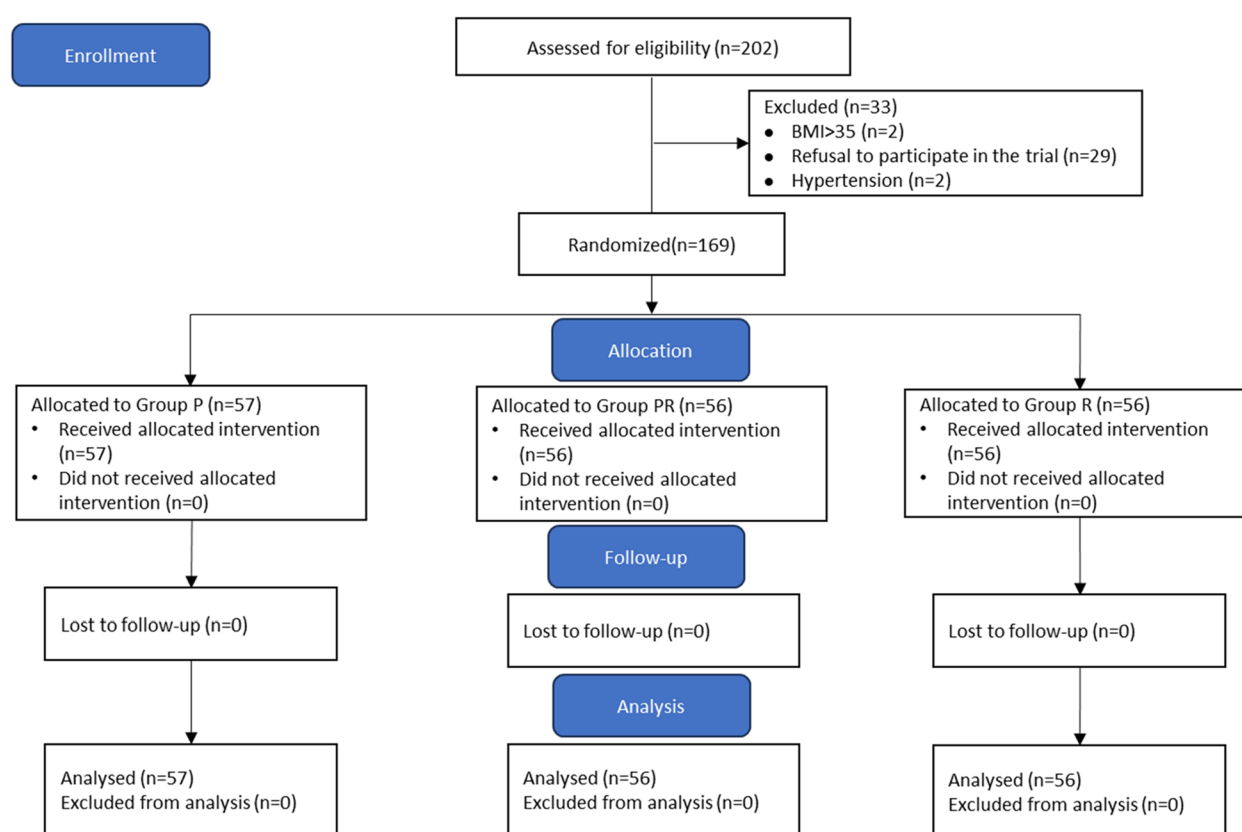 Enrollment
Assessed for eligibility (n=202)
Excluded (n=33)
● BMI>35 (n=2)
● Refusal to participate in the trial (n=29)
● Hypertension (n=2)
Randomized(n=169)
Allocation
Allocated to Group P (n=57)
• Received allocated intervention
(n=57)
• Did not received allocated
intervention (n=0)
Allocated to Group PR (n=56)
• Received allocated intervention
(n=56)
• Did not received allocated
intervention (n=0)
Allocated to Group R (n=56)
• Received allocated intervention
(n=56)
• Did not received allocated
intervention (n=0)
Follow-up
Lost to follow-up (n=0)
Lost to follow-up (n=0)
Lost to follow-up (n=0)
Analysis
Analysed (n=57)
Excluded from analysis (n=0)
Analysed (n=56)
Excluded from analysis (n=0)
Analysed (n=56)
Excluded from analysis (n=0)